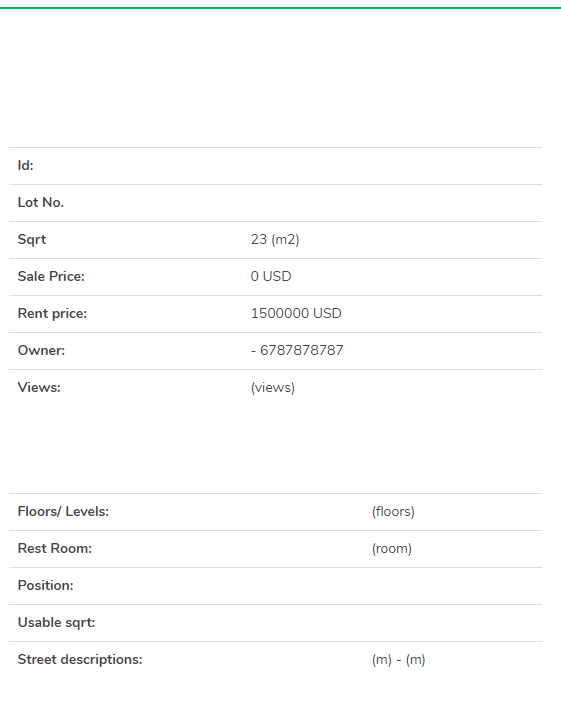 Id:
Lot No.
Sqrt 23 (m2)
Sale Price: 0 USD
Rent price: 1500000 USD
Owner: - 6787878787
Views: (views)
Floors/ Levels: (floors)
Rest Room: (room)
Position:
Usable sqrt:
Street descriptions: (m) - (m)